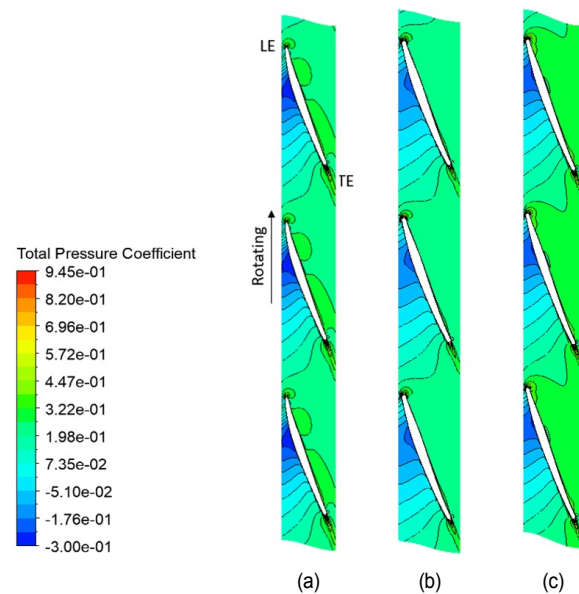 LE
TE
Rotating
Total Pressure Coefficient
9.45e-01
8.20e-01
6.96e-01
5.72e-01
4.47e-01
3.22e-01
1.98e-01
7.35e-02
-5.10e-02
-1.76e-01
-3.00e-01
(a)
(b)
(c)